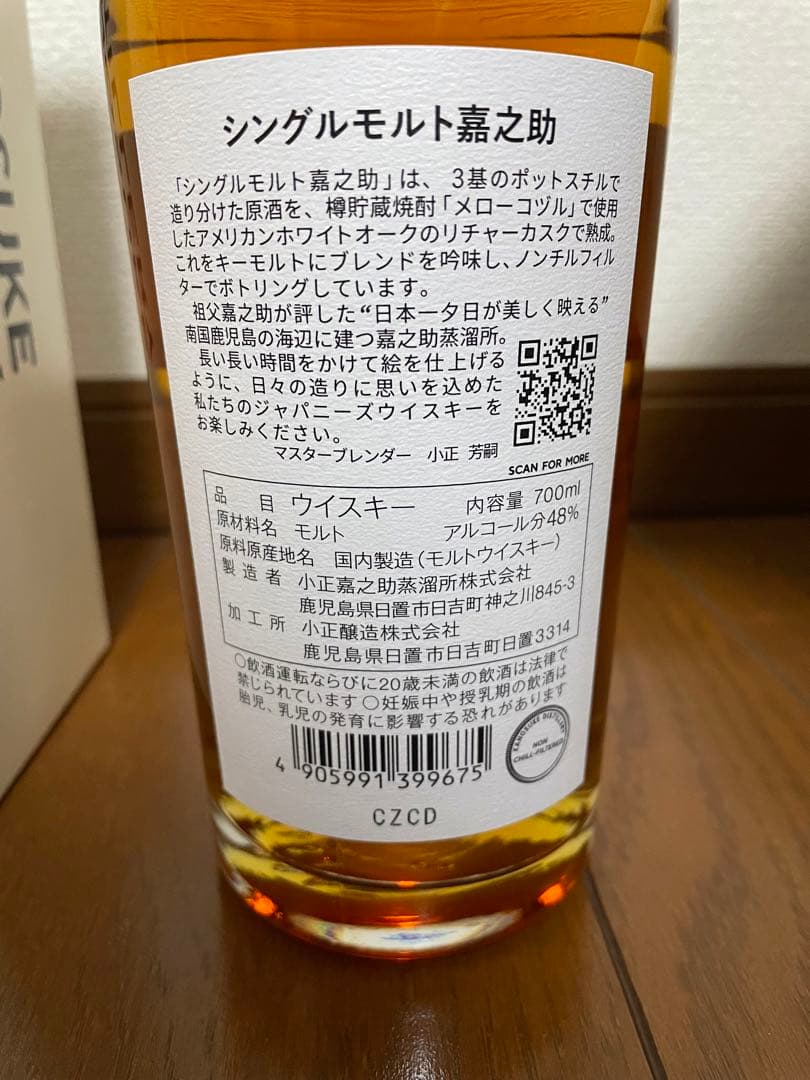 シングルモルト嘉之助
「シングルモルト嘉之助」は、3基のポットスチルで
造り分けた原酒を、樽貯蔵焼酎「メローコヅル」で使用
したアメリカンホワイトオークのリチャーカスクで熟成。
これをキーモルトにブレンドを吟味し、ノンチルフィル
ターでボトリングしています。
祖父嘉之助が評した“日本一夕日が美しく映える”
南国鹿児島の海辺に建つ嘉之助蒸溜所。
長い長い時間をかけて絵を仕上げる
ように、日々の造りに思いを込めた
私たちのジャパニーズウイスキーを
お楽しみください。
マスターブレンダー 小正 芳嗣
SCAN FOR MORE
品目 ウイスキー 内容量 700ml
原材料名 モルト アルコール分48%
原料原産地名 国内製造(モルトウイスキー)
製造者 小正嘉之助蒸溜所株式会社
鹿児島県日置市日吉町神之川845-3
加工所 小正醸造株式会社
鹿児島県日置市日吉町日置3314
○飲酒運転ならびに20歳未満の飲酒は法律で
禁じられています ○妊娠中や授乳期の飲酒は
胎児、乳児の発育に影響する恐れがあります
4 905991 399675
KANOSUKE DISTILLERY
NON
CHILL-FILTERED
CZCD
OSUKE